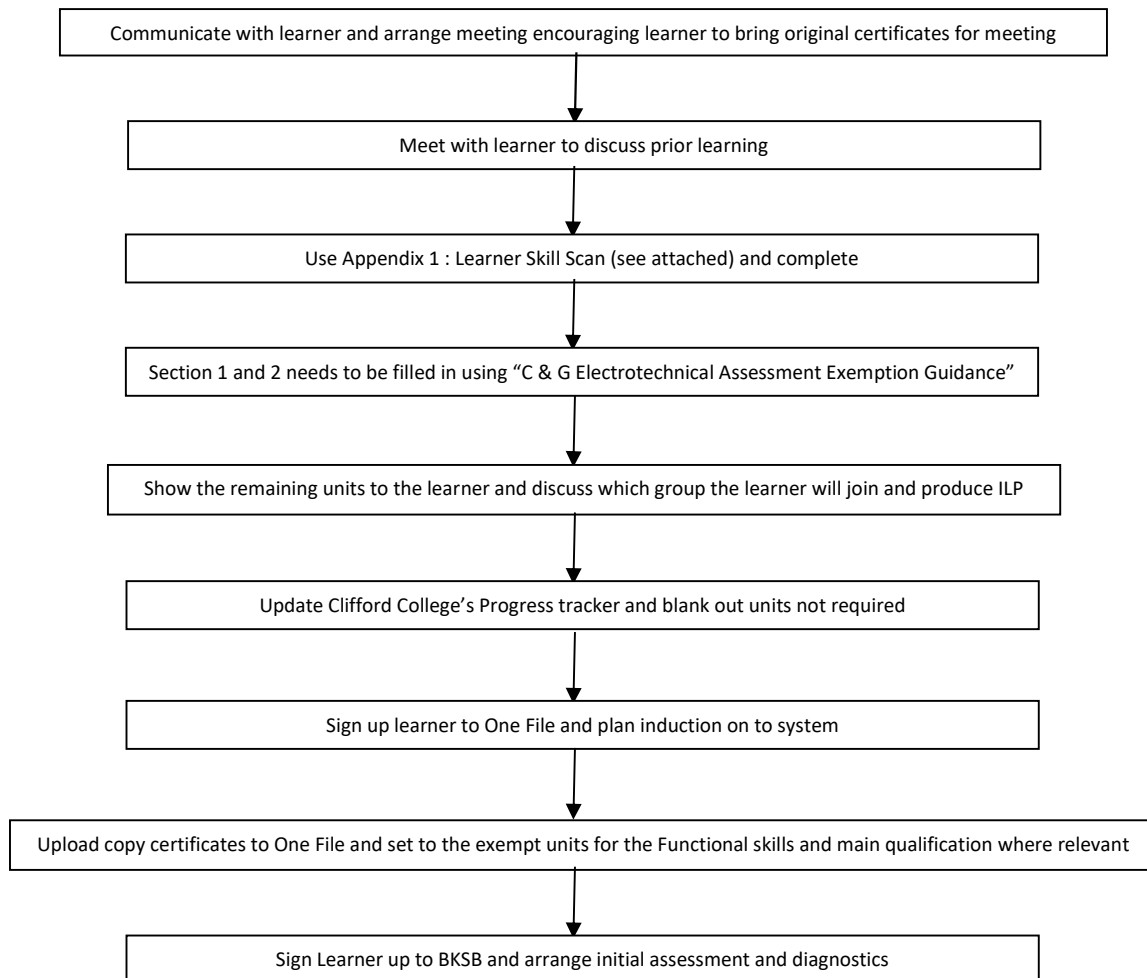 Communicate with learner and arrange meeting encouraging learner to bring original certificates for meeting
Meet with learner to discuss prior learning
Use Appendix 1 : Learner Skill Scan (see attached) and complete
Section 1 and 2 needs to be filled in using “C & G Electrotechnical Assessment Exemption Guidance”
Show the remaining units to the learner and discuss which group the learner will join and produce ILP
Update Clifford College’s Progress tracker and blank out units not required
Sign up learner to One File and plan induction on to system
Upload copy certificates to One File and set to the exempt units for the Functional skills and main qualification where relevant
Sign Learner up to BKSB and arrange initial assessment and diagnostics